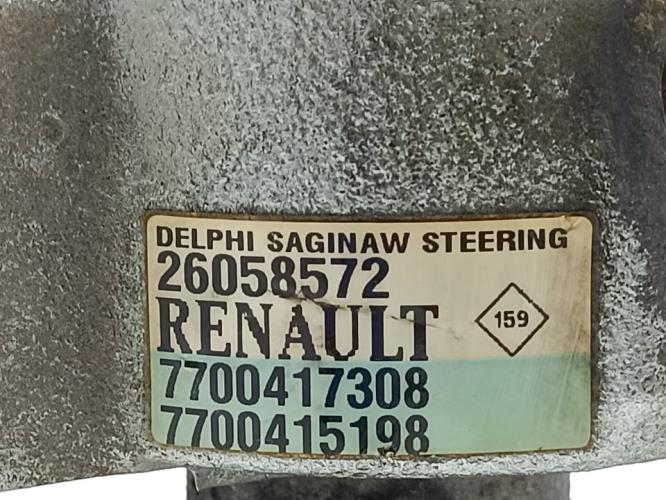 DELPHI SAGINAW STEERING
26058572
RENAULT
159
7700417308
7700415198